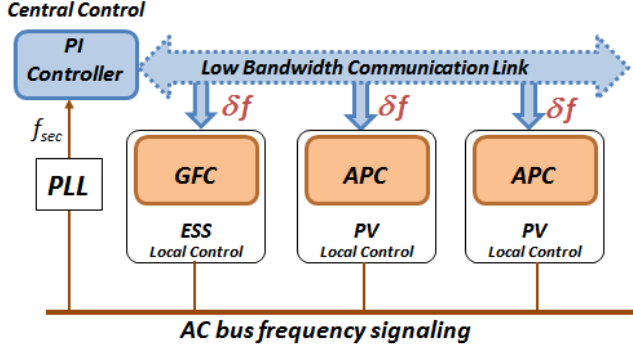 Central Control
PI
Controller
Low Bandwidth Communication Link
δf
δf
δf
fsec
PLL
GFC
APC
APC
ESS
Local Control
PV
Local Control
PV
Local Control
AC bus frequency signaling